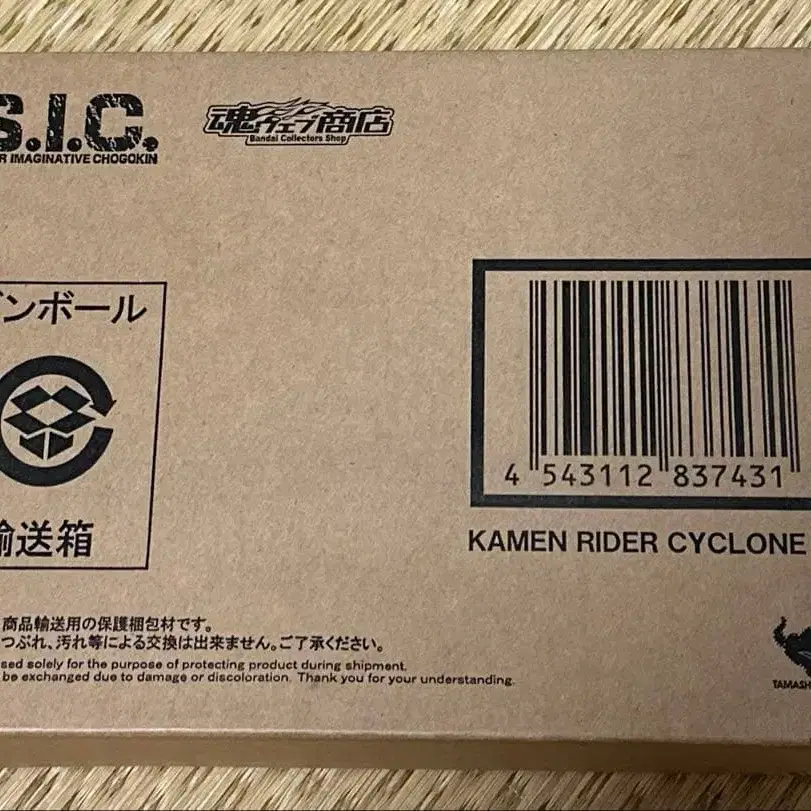 S.I.C.
R IMAGINATIVE CHOGOKIN
魂ウェブ商店
Bandai Collectors Shop
ンボール
輸送箱
4 543112 837431
KAMEN RIDER CYCLONE
商品輸送用の保護梱包材です。
つぶれ、汚れ等による交換は出来ません。ご了承ください。
sed solely for the purpose of protecting product during shipment.
be exchanged due to damage or discoloration. Thank you for your understanding.
TAMASH